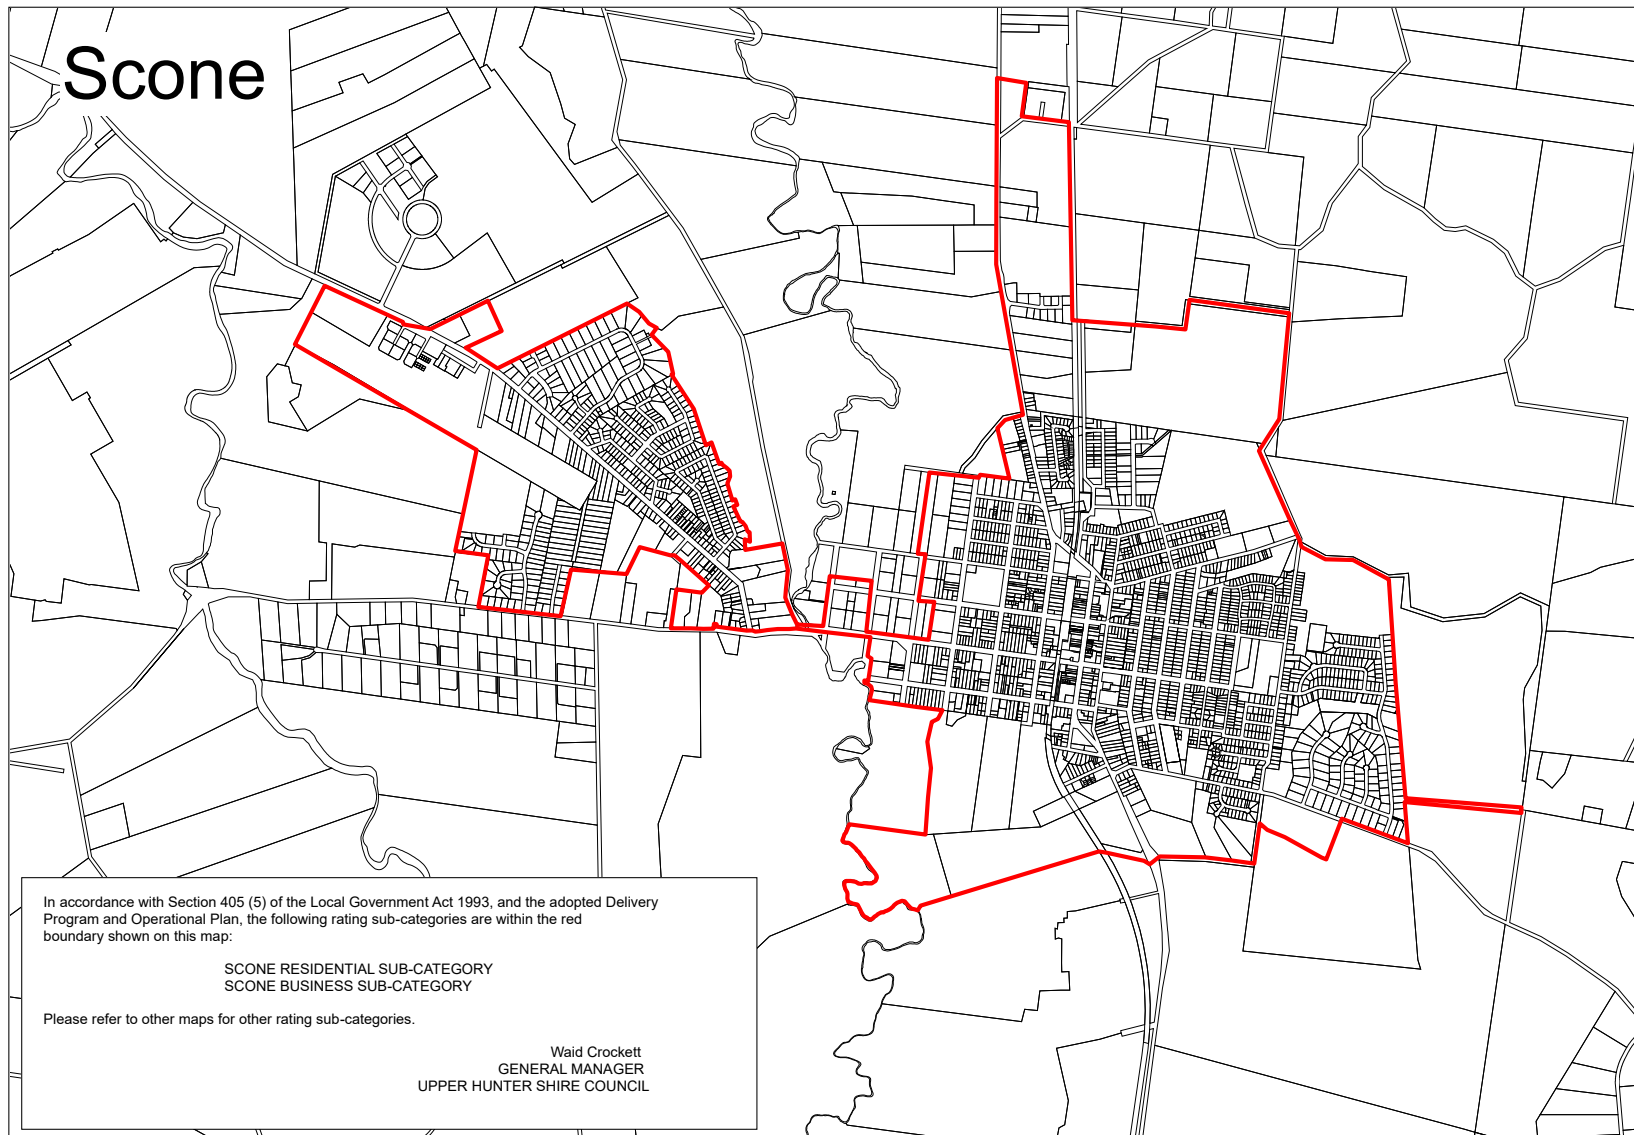 Scone
In accordance with Section 405 (5) of the Local Government Act 1993, and the adopted Delivery
Program and Operational Plan, the following rating sub-categories are within the red
boundary shown on this map:
SCONE RESIDENTIAL SUB-CATEGORY
SCONE BUSINESS SUB-CATEGORY
Please refer to other maps for other rating sub-categories.
Waid Crockett
GENERAL MANAGER
UPPER HUNTER SHIRE COUNCIL